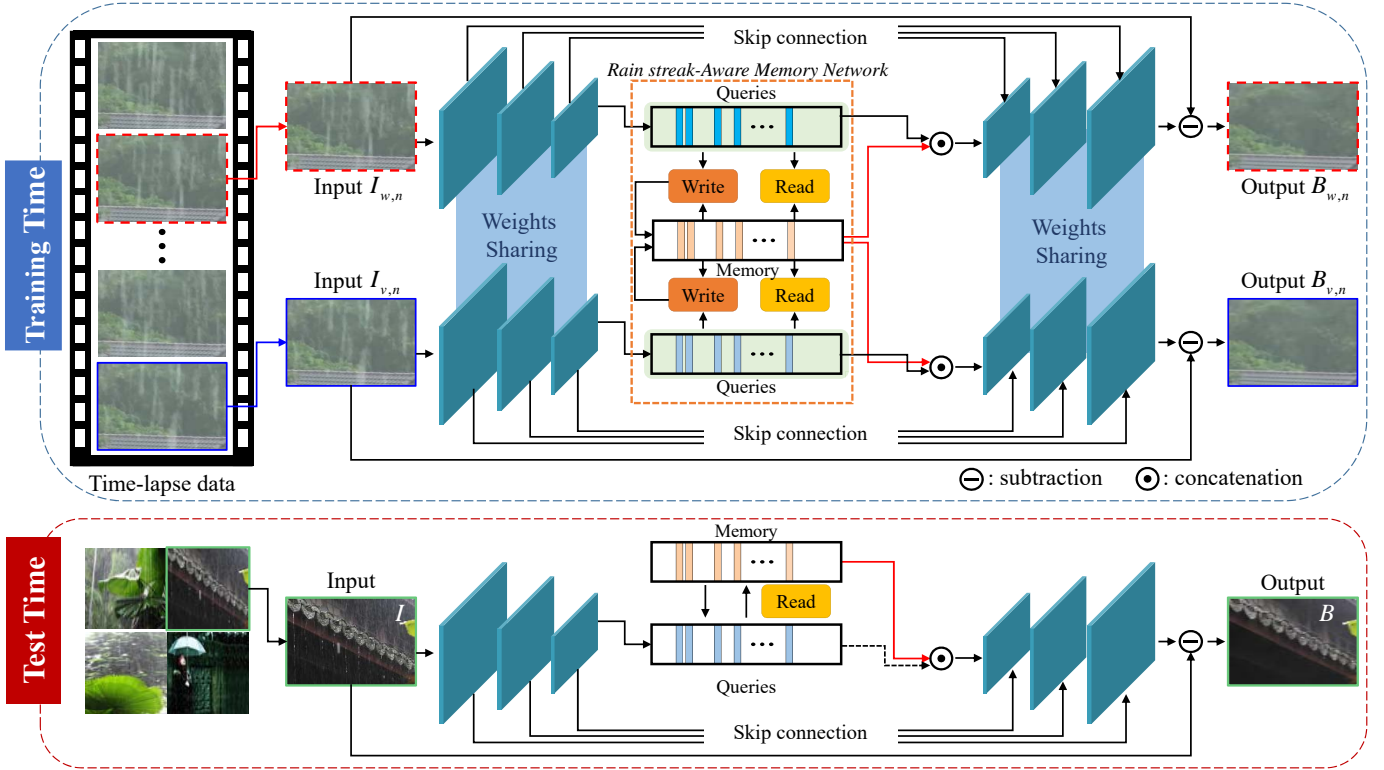 Training Time
Skip connection
Rain streak-Aware Memory Network
Queries
Input I_{w,n}
Write
Read
Output B_{w,n}
Weights
Sharing
Weights
Sharing
Memory
Input I_{v,n}
Write
Read
Output B_{v,n}
Queries
Skip connection
Time-lapse data
: subtraction
: concatenation
Test Time
Memory
Input
I
Read
Output
B
Queries
Skip connection